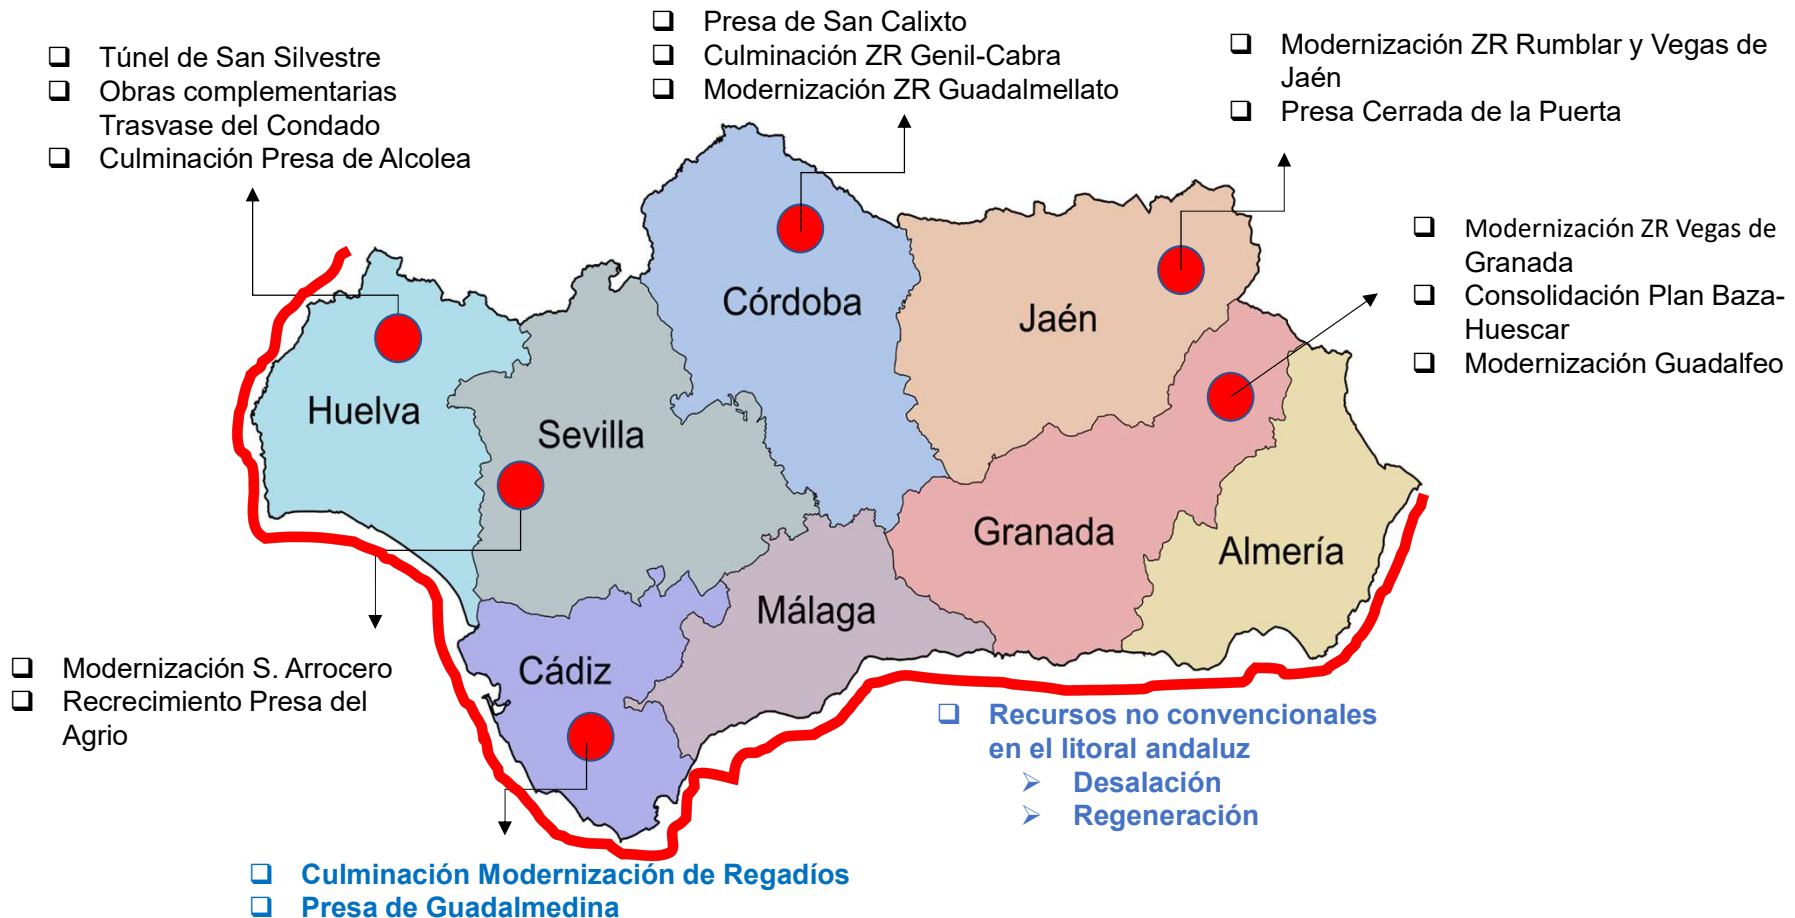 Túnel de San Silvestre
Obras complementarias
Trasvase del Condado
Culminación Presa de Alcolea
Presa de San Calixto
Culminación ZR Genil-Cabra
Modernización ZR Guadalmellato
Modernización ZR Rumblar y Vegas de
Jaén
Presa Cerrada de la Puerta
Modernización ZR Vegas de
Granada
Consolidación Plan Baza-
Huescar
Modernización Guadalfeo
Córdoba
Jaén
Huelva
Sevilla
Granada
Almería
Málaga
Cádiz
Modernización S. Arrocero
Recrecimiento Presa del
Agrio
Recursos no convencionales
en el litoral andaluz
Desalación
Regeneración
Culminación Modernización de Regadíos
Presa de Guadalmedina